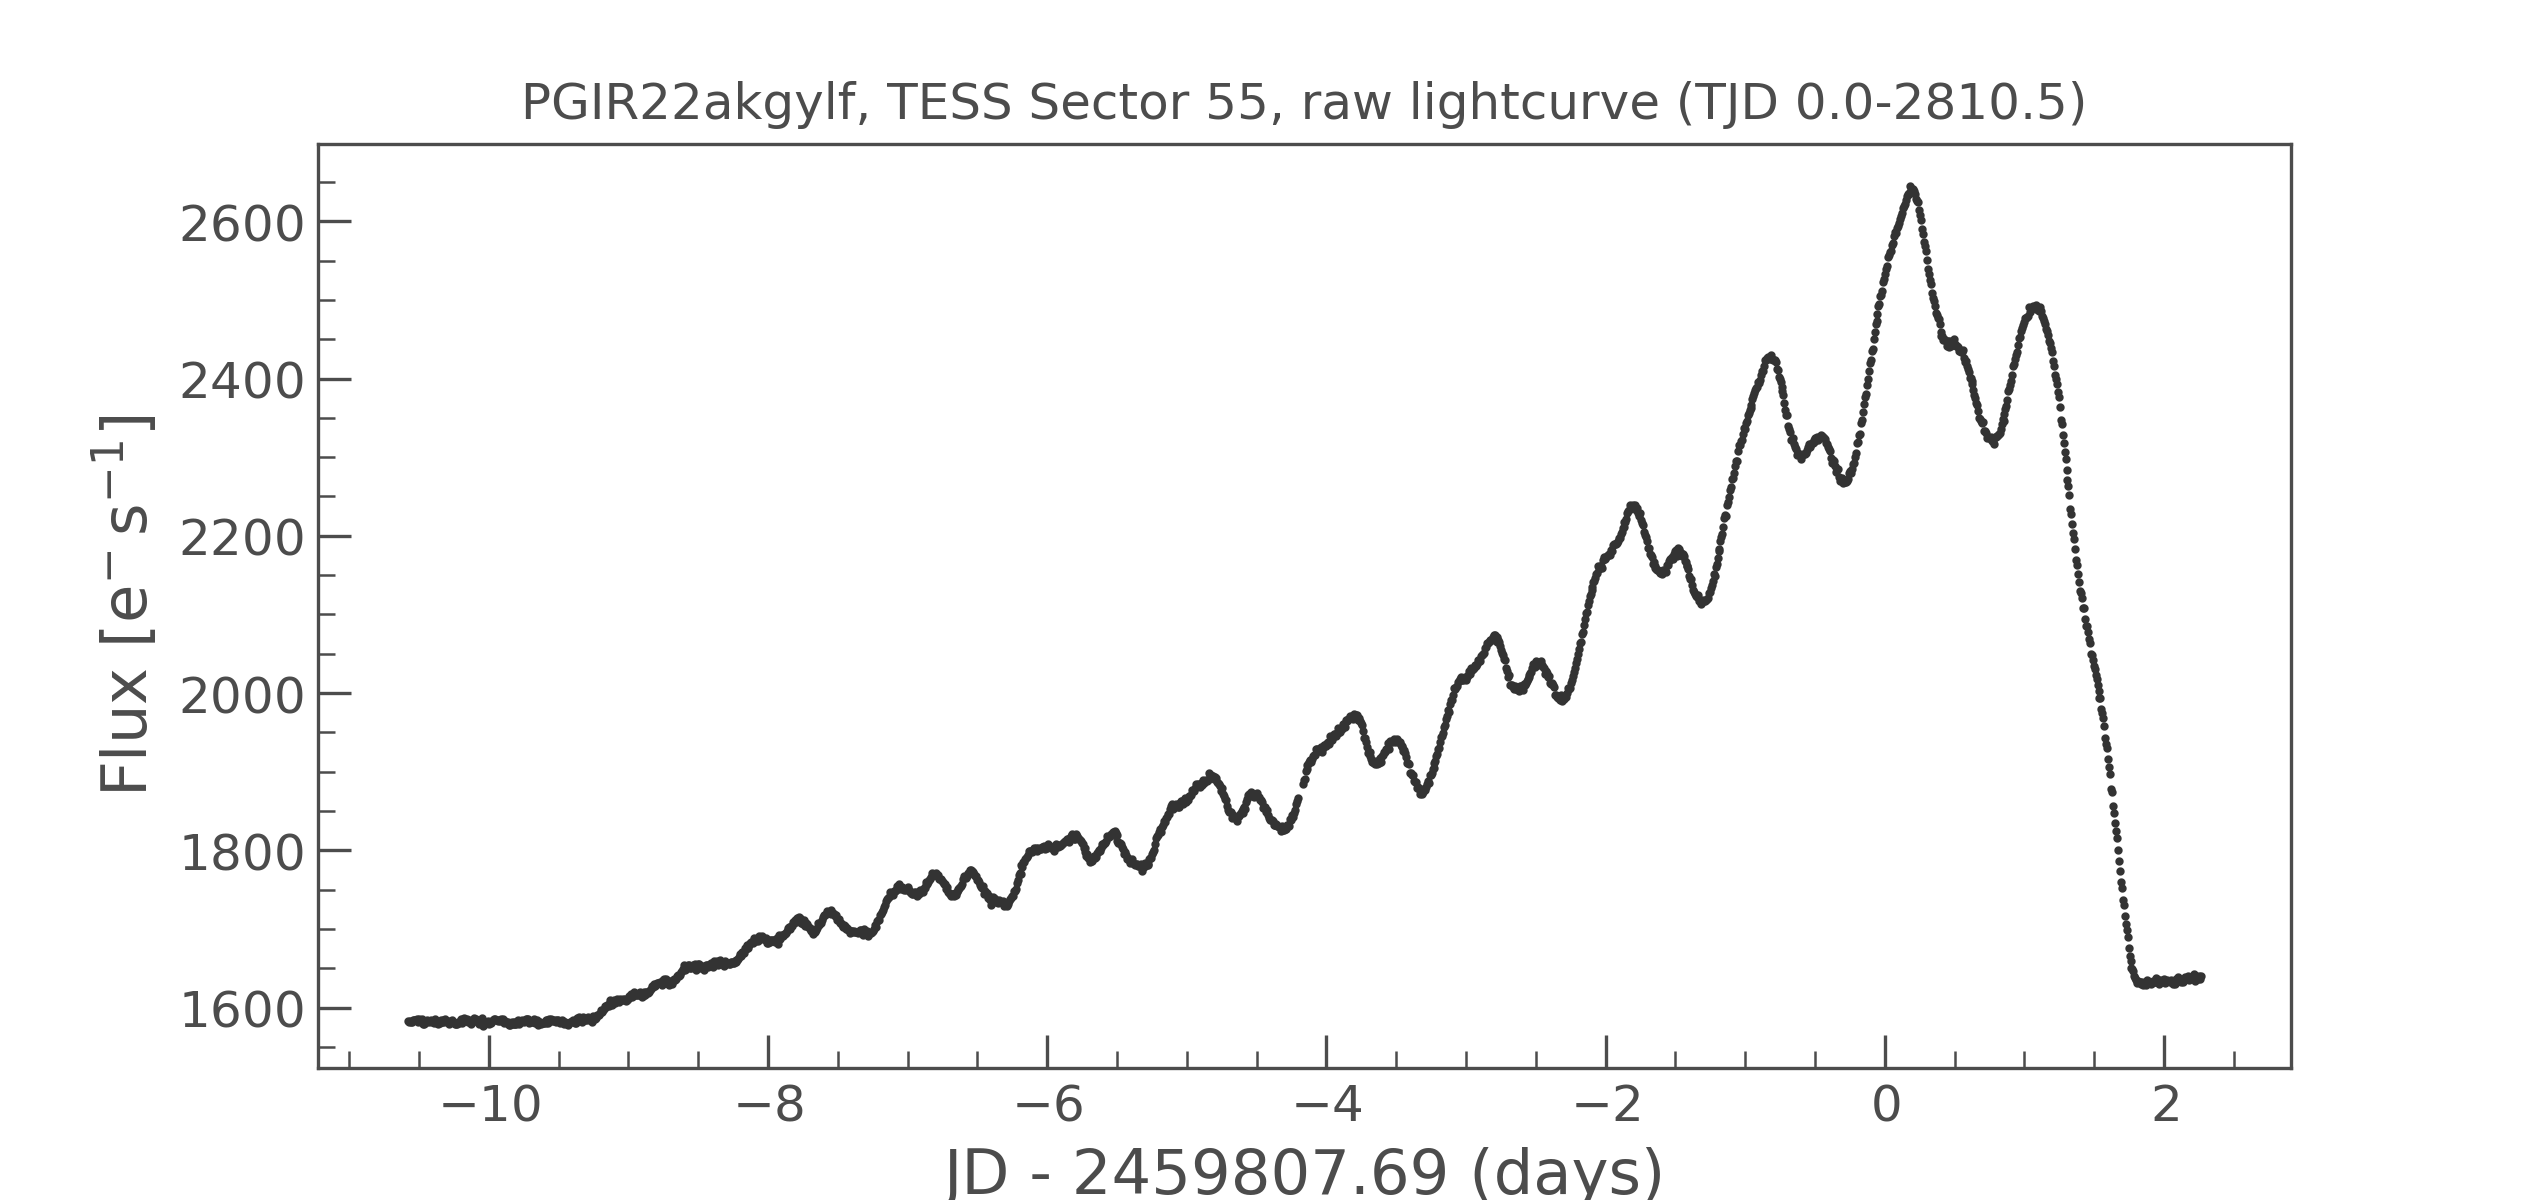 PGIR22akgylf, TESS Sector 55, raw lightcurve (TJD 0.0-2810.5)
Flux [e⁻ s⁻¹]
2600
2400
2200
2000
1800
1600
−10 −8 −6 −4 −2 0 2
JD - 2459807.69 (days)